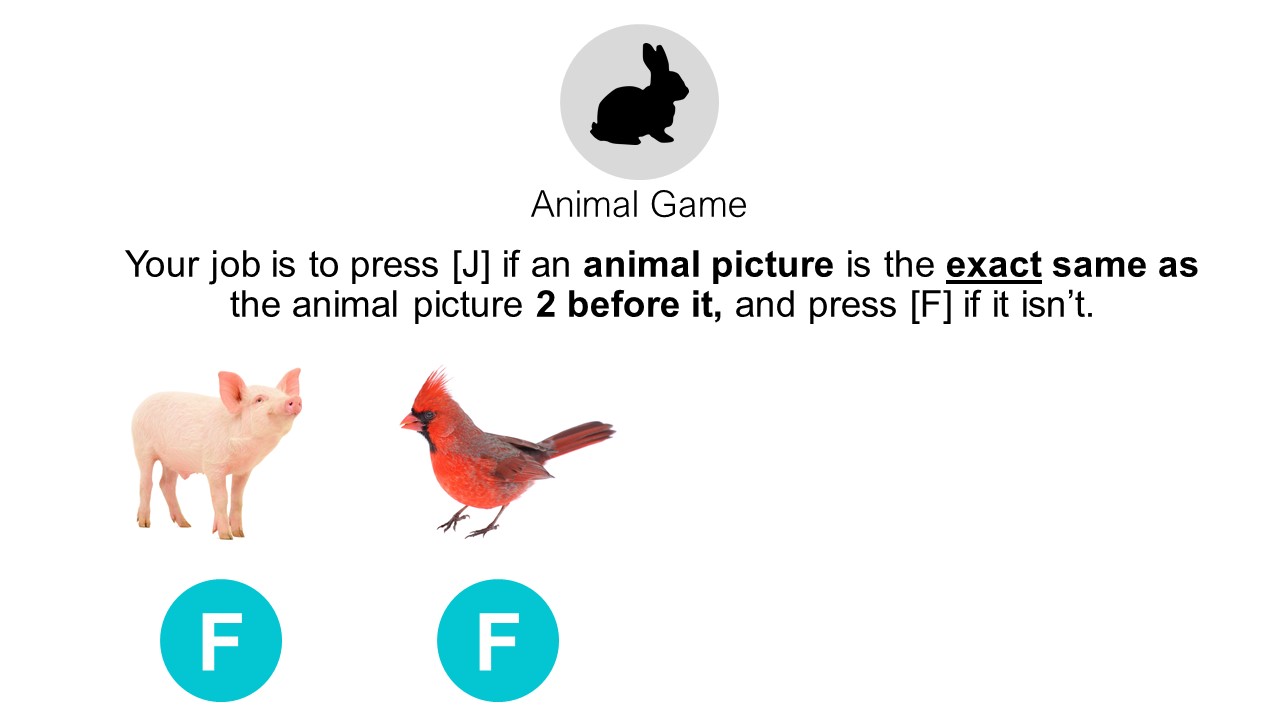 Animal Game
Your job is to press [J] if an animal picture is the exact same as
the animal picture 2 before it, and press [F] if it isn’t.
F F